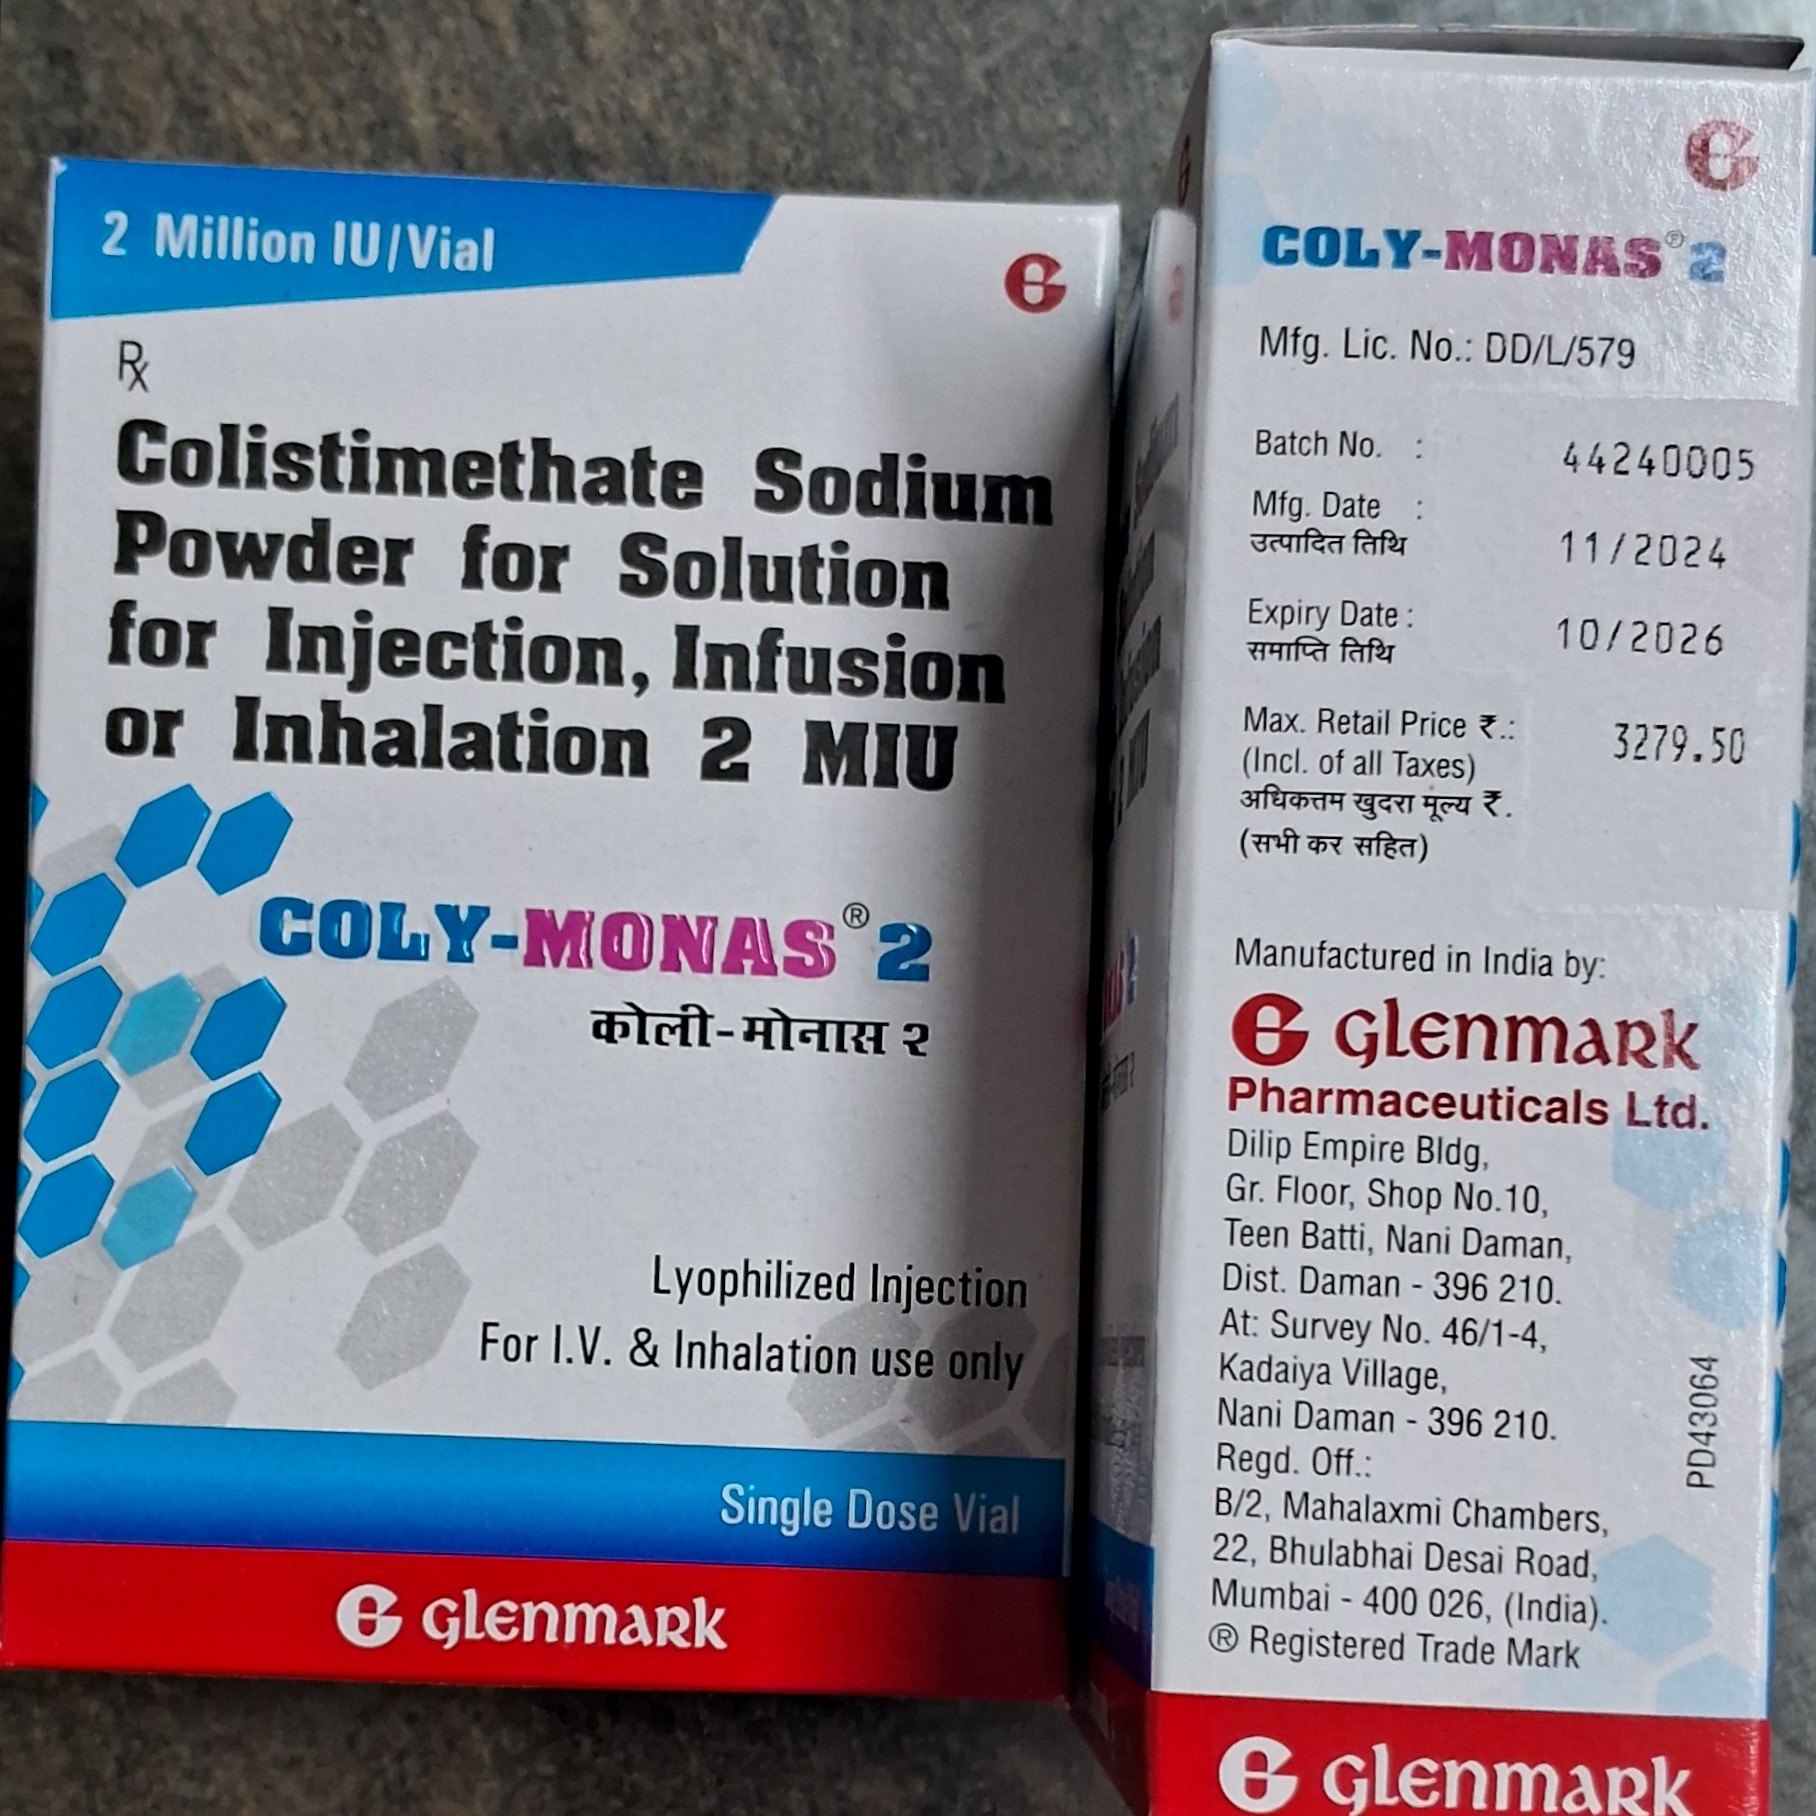 2 Million IU/Vial
Rx
Colistimethate Sodium
Powder for Solution
for Injection, Infusion
or Inhalation 2 MIU
COLY-MONAS® 2
कोली-मोनास २
Lyophilized Injection
For I.V. & Inhalation use only
Single Dose Vial
Glenmark
COLY-MONAS® 2
Mfg. Lic. No.: DD/L/579
Batch No. : 44240005
Mfg. Date :
उत्पादित तिथि 11/2024
Expiry Date : 10/2026
समाप्ति तिथि
Max. Retail Price ₹.: 3279.50
(Incl. of all Taxes)
अधिकत्तम खुदरा मूल्य ₹.
(सभी कर सहित)
Manufactured in India by:
Glenmark
Pharmaceuticals Ltd.
Dilip Empire Bldg,
Gr. Floor, Shop No.10,
Teen Batti, Nani Daman,
Dist. Daman - 396 210.
At: Survey No. 46/1-4,
Kadaiya Village,
Nani Daman - 396 210.
Regd. Off.:
B/2, Mahalaxmi Chambers,
22, Bhulabhai Desai Road,
Mumbai - 400 026, (India).
® Registered Trade Mark
PD43064
Glenmark